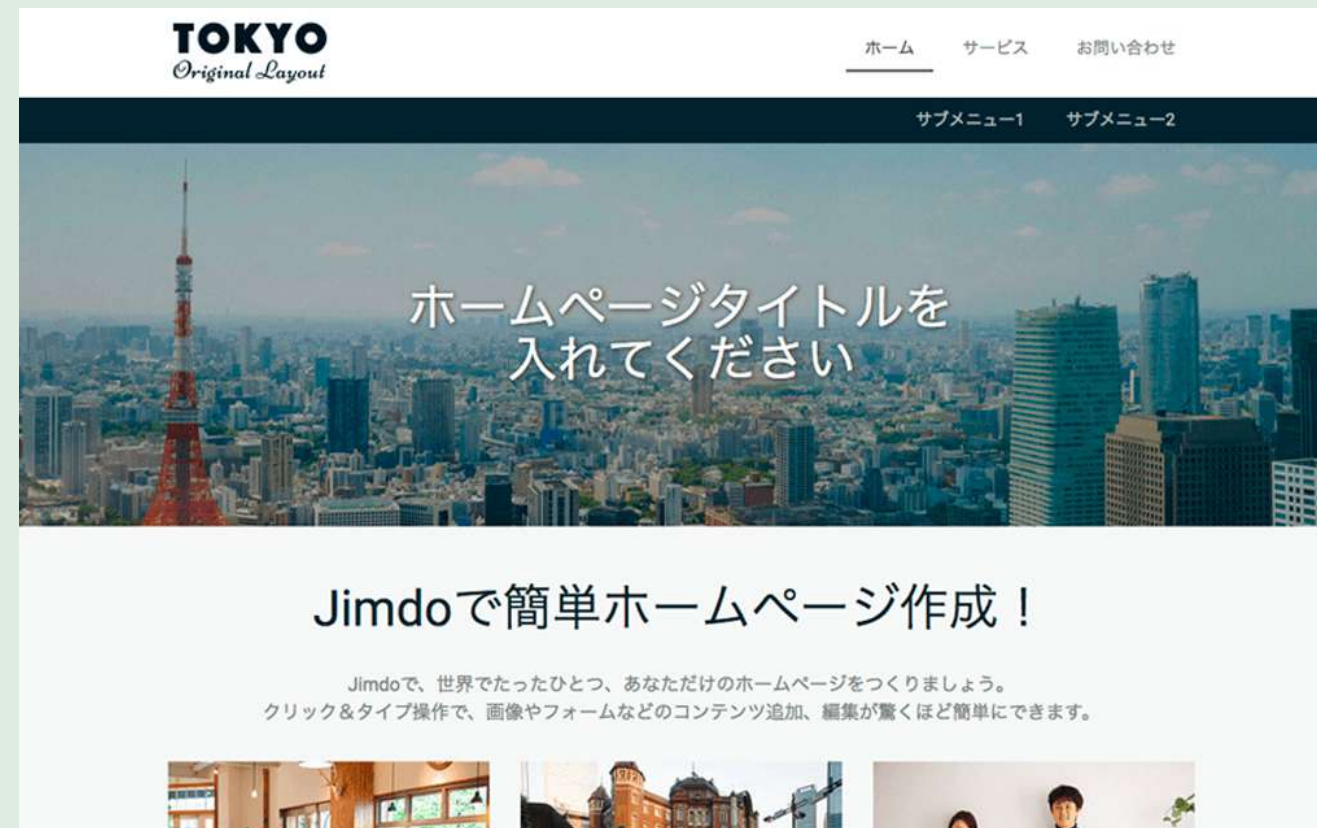 TOKYO
Original Layout
ホーム サービス お問い合わせ
サブメニュー1 サブメニュー2
ホームページタイトルを
入れてください
Jimdoで簡単ホームページ作成！
Jimdoで、世界でたったひとつ、あなただけのホームページをつくりましょう。
クリック＆タイプ操作で、画像やフォームなどのコンテンツ追加、編集が驚くほど簡単にできます。